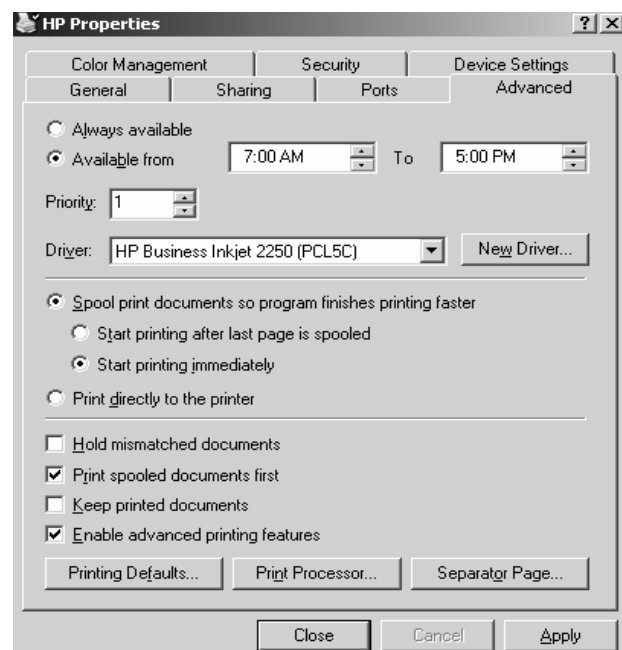 HP Properties ? X
Color Management Security Device Settings
General Sharing Ports Advanced
Always available
Available from 7:00 AM To 5:00 PM
Priority: 1
Driver: HP Business Inkjet 2250 (PCL5C) New Driver...
Spool print documents so program finishes printing faster
Start printing after last page is spooled
Start printing immediately
Print directly to the printer
Hold mismatched documents
Print spooled documents first
Keep printed documents
Enable advanced printing features
Printing Defaults... Print Processor... Separator Page...
Close Cancel Apply